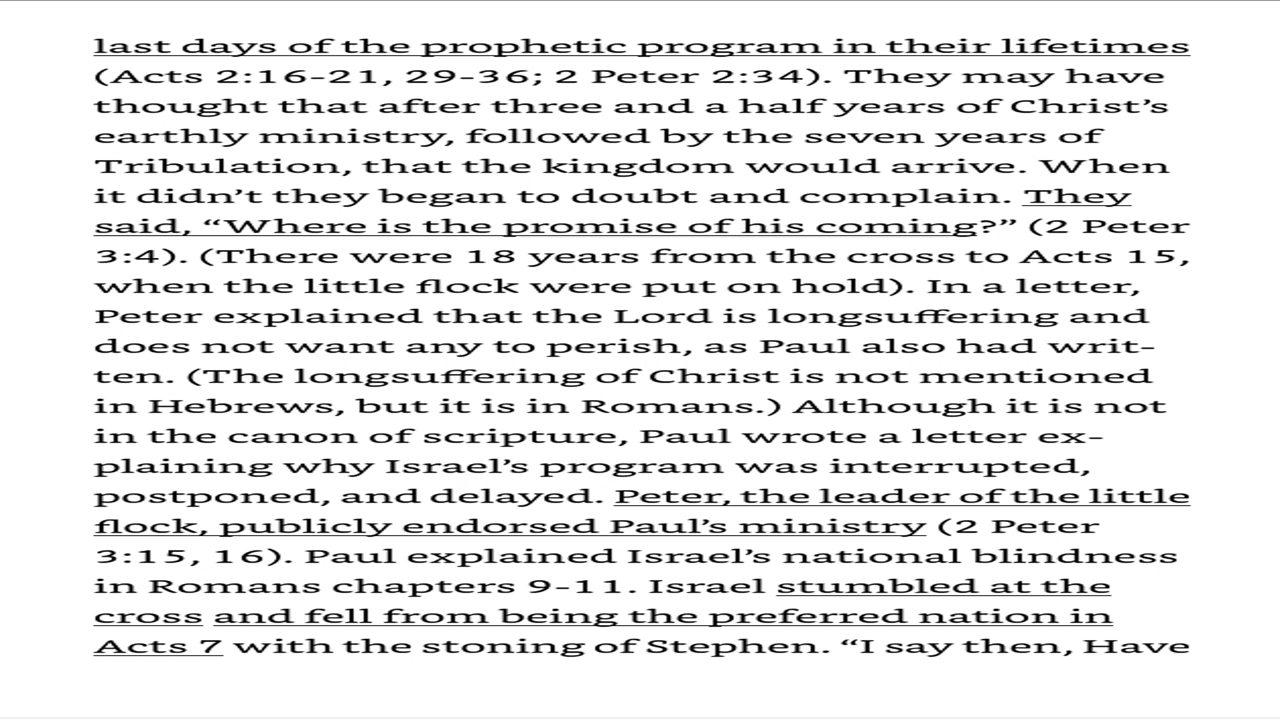 last days of the prophetic program in their lifetimes
(Acts 2:16-21, 29-36; 2 Peter 2:34). They may have
thought that after three and a half years of Christ’s
earthly ministry, followed by the seven years of
Tribulation, that the kingdom would arrive. When
it didn’t they began to doubt and complain. They
said, “Where is the promise of his coming?” (2 Peter
3:4). (There were 18 years from the cross to Acts 15,
when the little flock were put on hold). In a letter,
Peter explained that the Lord is longsuffering and
does not want any to perish, as Paul also had writ-
ten. (The longsuffering of Christ is not mentioned
in Hebrews, but it is in Romans.) Although it is not
in the canon of scripture, Paul wrote a letter ex-
plaining why Israel’s program was interrupted,
postponed, and delayed. Peter, the leader of the little
flock, publicly endorsed Paul’s ministry (2 Peter
3:15, 16). Paul explained Israel’s national blindness
in Romans chapters 9-11. Israel stumbled at the
cross and fell from being the preferred nation in
Acts 7 with the stoning of Stephen. “I say then, Have